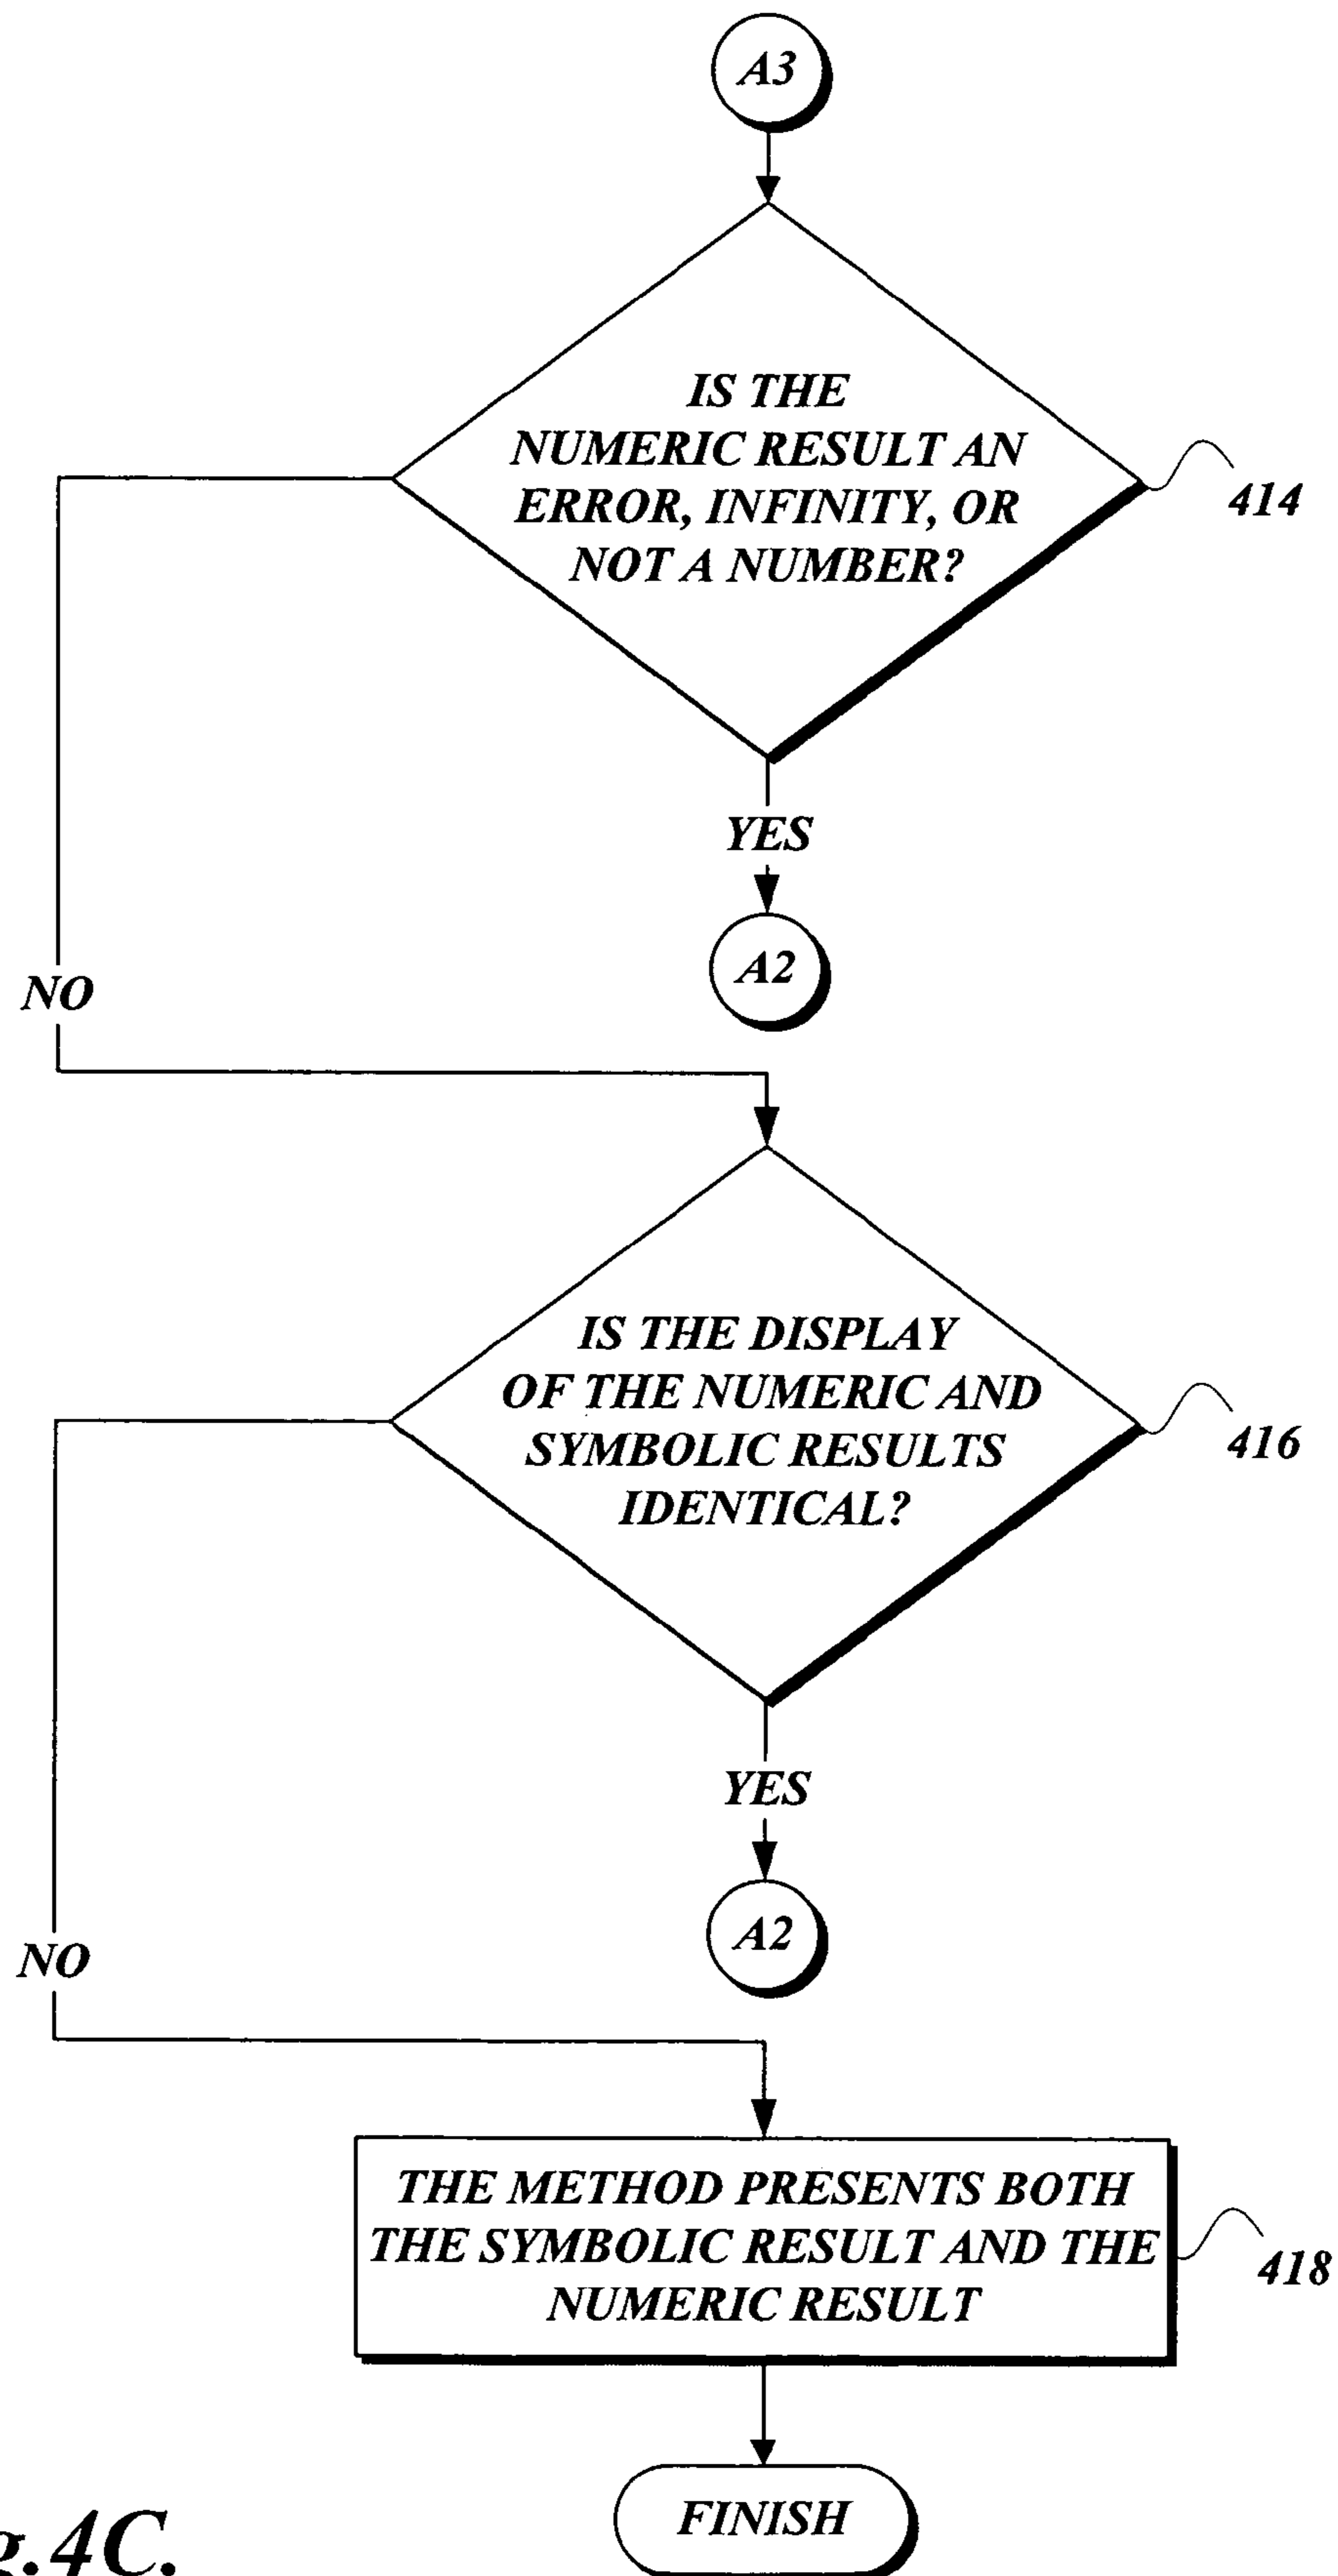 A3
IS THE
NUMERIC RESULT AN
ERROR, INFINITY, OR
NOT A NUMBER?
414
YES
A2
NO
IS THE DISPLAY
OF THE NUMERIC AND
SYMBOLIC RESULTS
IDENTICAL?
416
YES
A2
NO
THE METHOD PRESENTS BOTH
THE SYMBOLIC RESULT AND THE
NUMERIC RESULT
418
FINISH
g.4C.